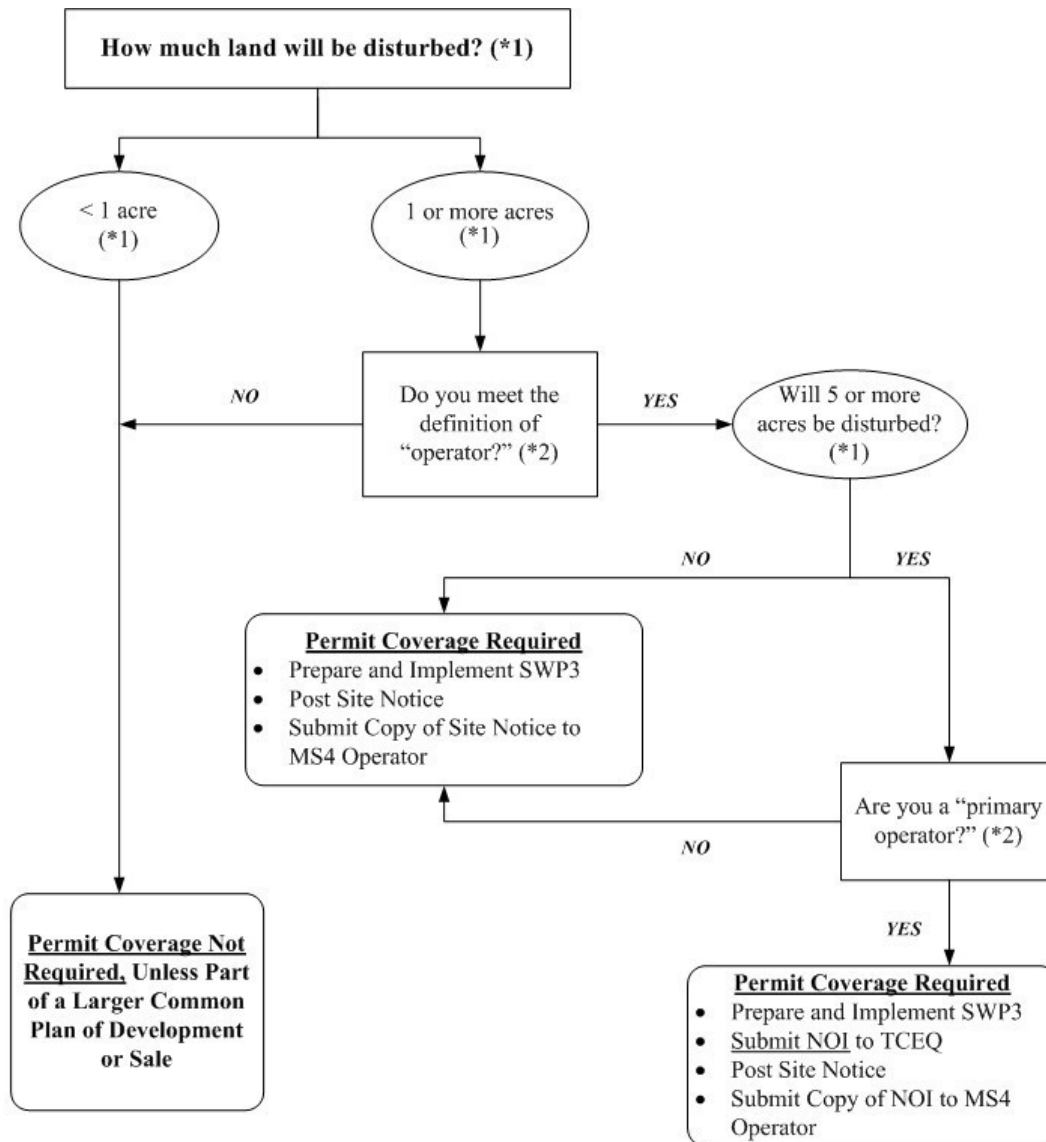 How much land will be disturbed? (*1)
< 1 acre
(*1)
1 or more acres
(*1)
NO
Do you meet the
definition of
“operator?” (*2)
YES
Will 5 or more
acres be disturbed?
(*1)
NO
YES
Permit Coverage Required
• Prepare and Implement SWP3
• Post Site Notice
• Submit Copy of Site Notice to
MS4 Operator
Are you a “primary
operator?” (*2)
NO
YES
Permit Coverage Not
Required, Unless Part
of a Larger Common
Plan of Development
or Sale
Permit Coverage Required
• Prepare and Implement SWP3
• Submit NOI to TCEQ
• Post Site Notice
• Submit Copy of NOI to MS4
Operator